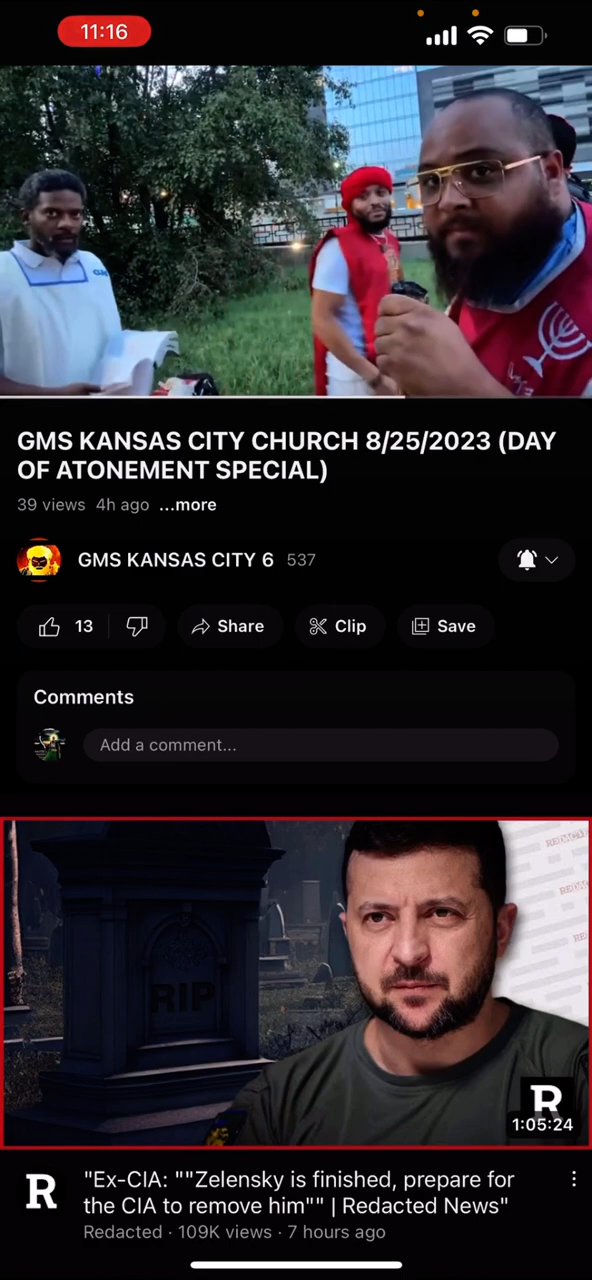 11:16
GMS KANSAS CITY CHURCH 8/25/2023 (DAY
OF ATONEMENT SPECIAL)
39 views 4h ago ...more
GMS KANSAS CITY 6 537
13 Share Clip Save
Comments
Add a comment...
RIP
R
1:05:24
R
"Ex-CIA: ""Zelensky is finished, prepare for
the CIA to remove him"" | Redacted News"
Redacted · 109K views · 7 hours ago